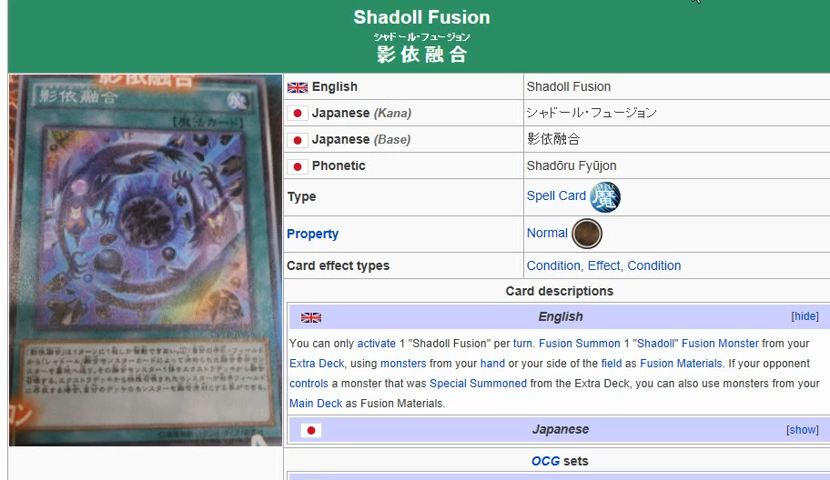 Shadoll Fusion
シャドール・フュージョン
影依融合
影依融合
影依融合
English
Shadoll Fusion
Japanese (Kana)
シャドール・フュージョン
Japanese (Base)
影依融合
Phonetic
Shadōru Fyūjon
Type
Spell Card
魔
Property
Normal
Card effect types
Condition, Effect, Condition
Card descriptions
English
[hide]
You can only activate 1 "Shadoll Fusion" per turn. Fusion Summon 1 "Shadoll" Fusion Monster from your
Extra Deck, using monsters from your hand or your side of the field as Fusion Materials. If your opponent
controls a monster that was Special Summoned from the Extra Deck, you can also use monsters from your
Main Deck as Fusion Materials.
Japanese
[show]
OCG sets